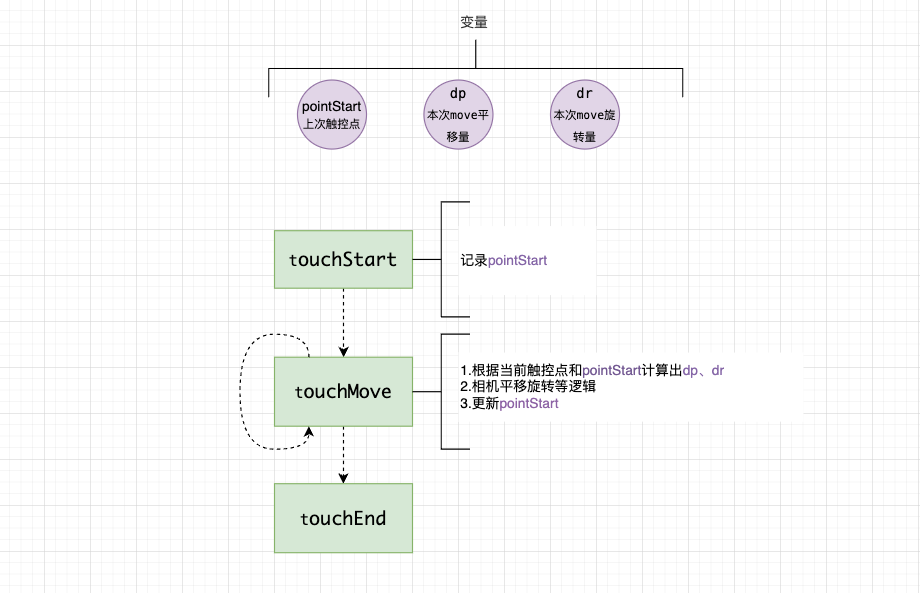 变量
pointStart
上次触控点
dp
本次move平
移量
dr
本次move旋
转量
touchStart
记录pointStart
touchMove
1.根据当前触控点和pointStart计算出dp、dr
2.相机平移旋转等逻辑
3.更新pointStart
touchEnd